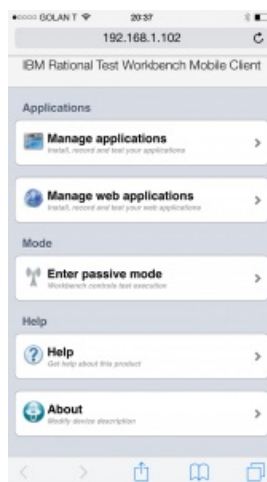 GOLAN T 20:37
192.168.1.102
IBM Rational Test Workbench Mobile Client
Applications
Manage applications
Install, record and test your applications
Manage web applications
Install, record and test your web applications
Mode
Enter passive mode
Workbench controls test execution
Help
Help
Get help about this product
About
Modify device description